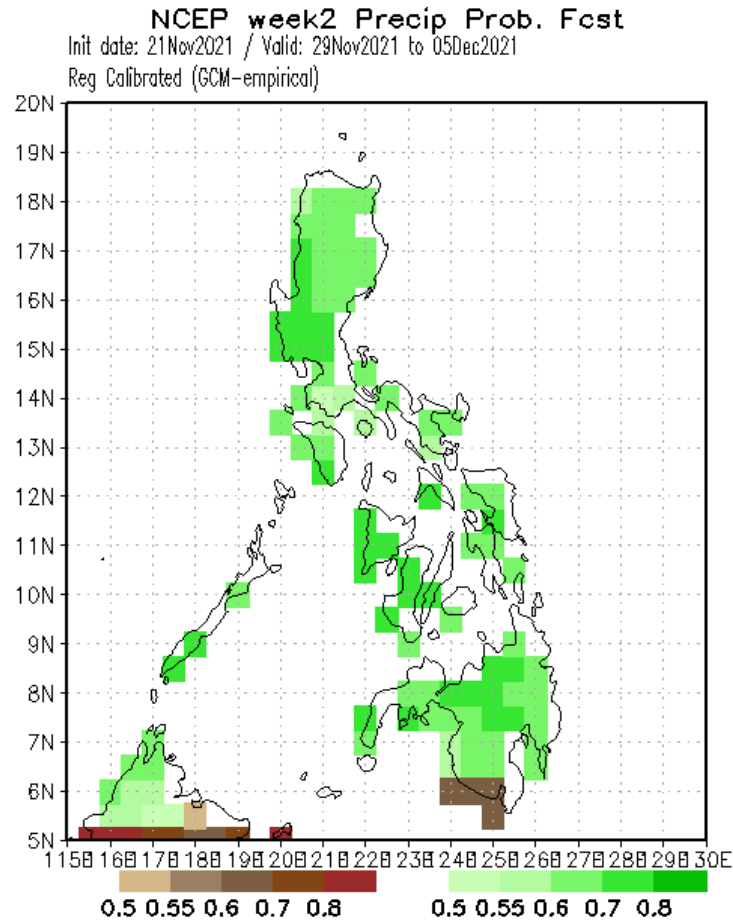 NCEP week2 Precip Prob. Fcst
Init date: 21Nov2021 / Valid: 29Nov2021 to 05Dec2021
Reg Calibrated (GCM-empirical)
20N
19N
18N
17N
16N
15N
14N
13N
12N
11N
10N
9N
8N
7N
6N
5N
115E 116E 117E 118E 119E 120E 121E 122E 123E 124E 125E 126E 127E 128E 129E 130E
0.5 0.55 0.6 0.7 0.8 0.5 0.55 0.6 0.7 0.8